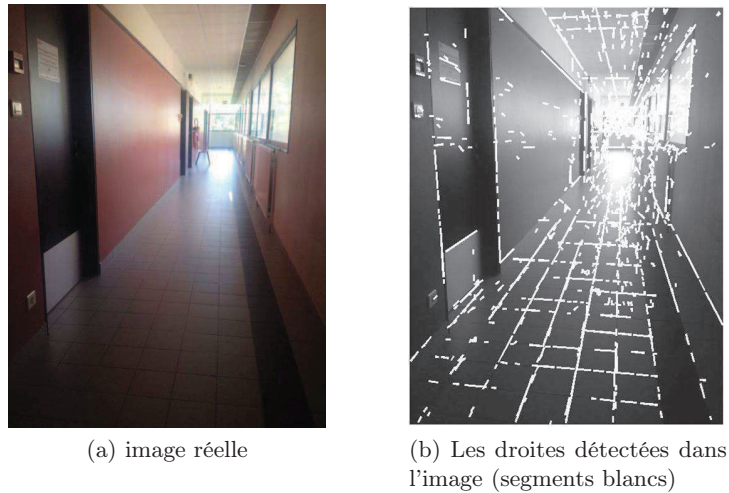 (a) image réelle
(b) Les droites détectées dans
l'image (segments blancs)